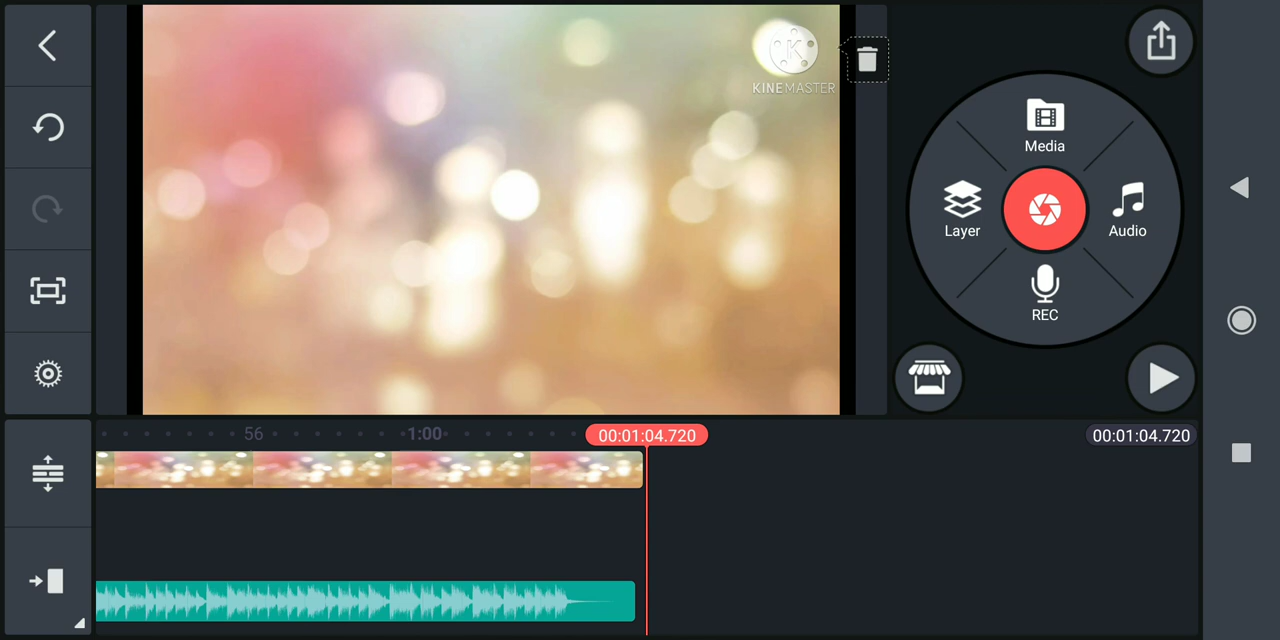 KINEMASTER
Media
Layer
Audio
REC
56
1:00
00:01:04.720
00:01:04.720